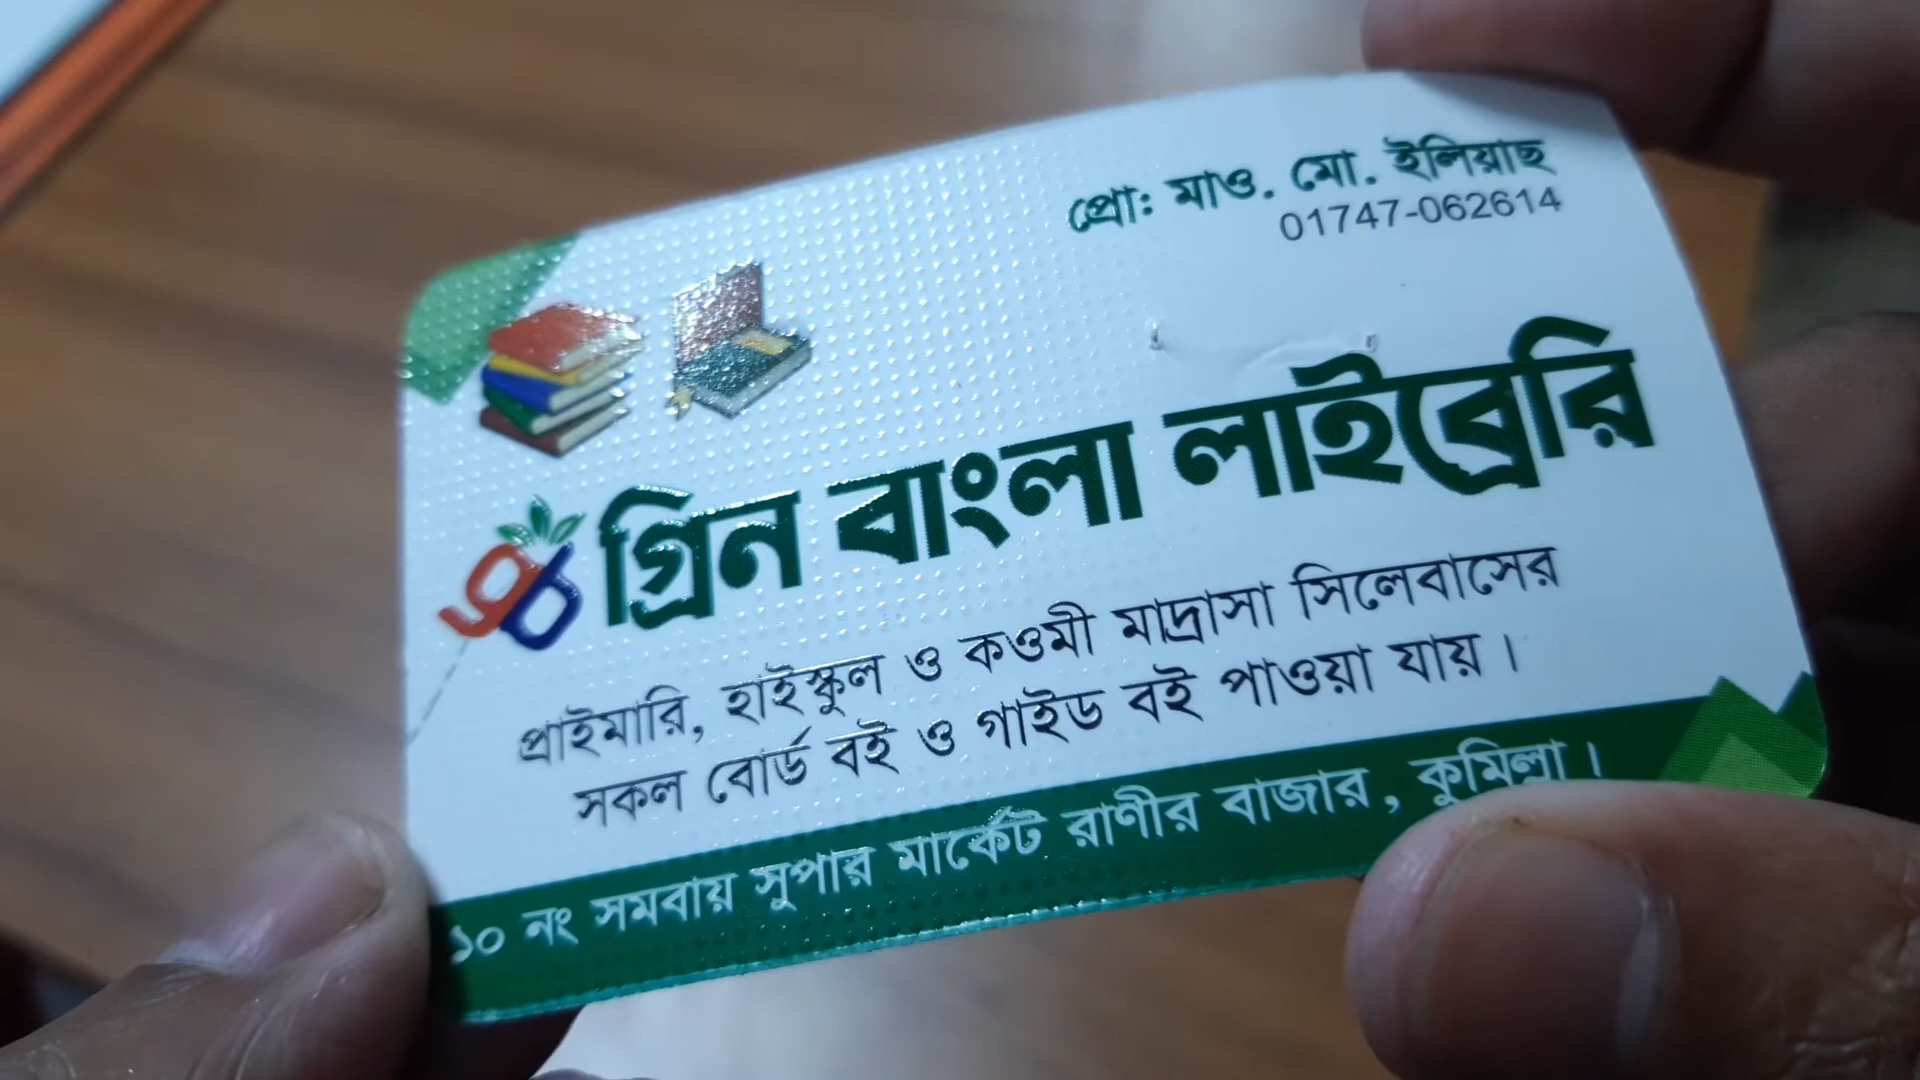 প্রোঃ মাও. মো. ইলিয়াছ
01747-062614
গ্রিন বাংলা লাইব্রেরি
প্রাইমারি, হাইস্কুল ও কওমী মাদ্রাসা সিলেবাসের
সকল বোর্ড বই ও গাইড বই পাওয়া যায়।
১০ নং সমবায় সুপার মার্কেট রাণীর বাজার, কুমিল্লা।